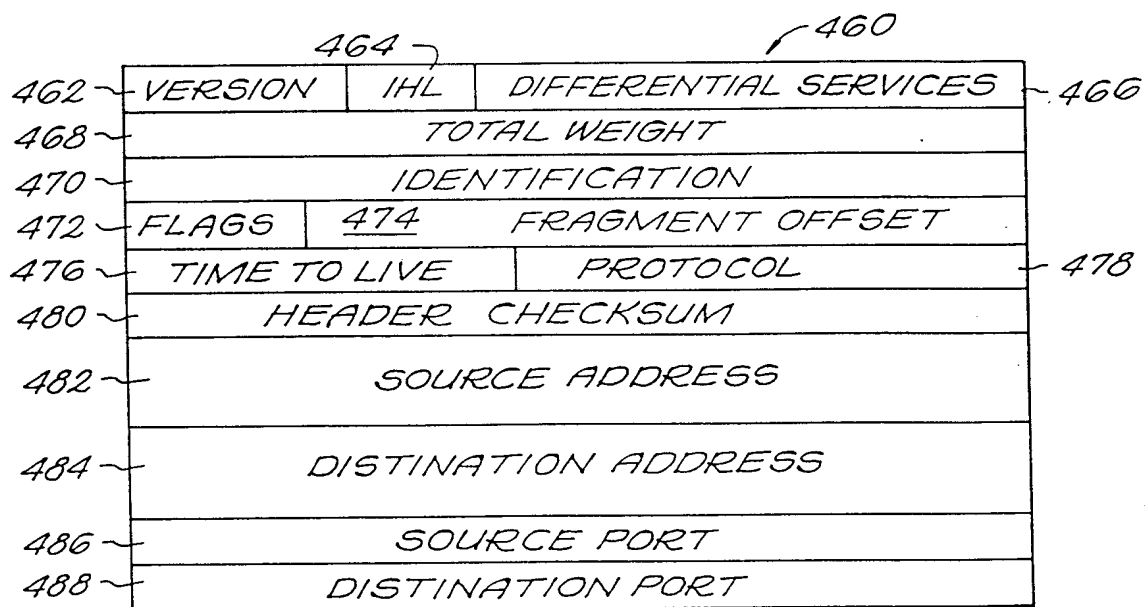 464
460
462 VERSION IHL DIFFERENTIAL SERVICES 466
468 TOTAL WEIGHT
470 IDENTIFICATION
472 FLAGS 474 FRAGMENT OFFSET
476 TIME TO LIVE PROTOCOL 478
480 HEADER CHECKSUM
482 SOURCE ADDRESS
484 DISTINATION ADDRESS
486 SOURCE PORT
488 DISTINATION PORT